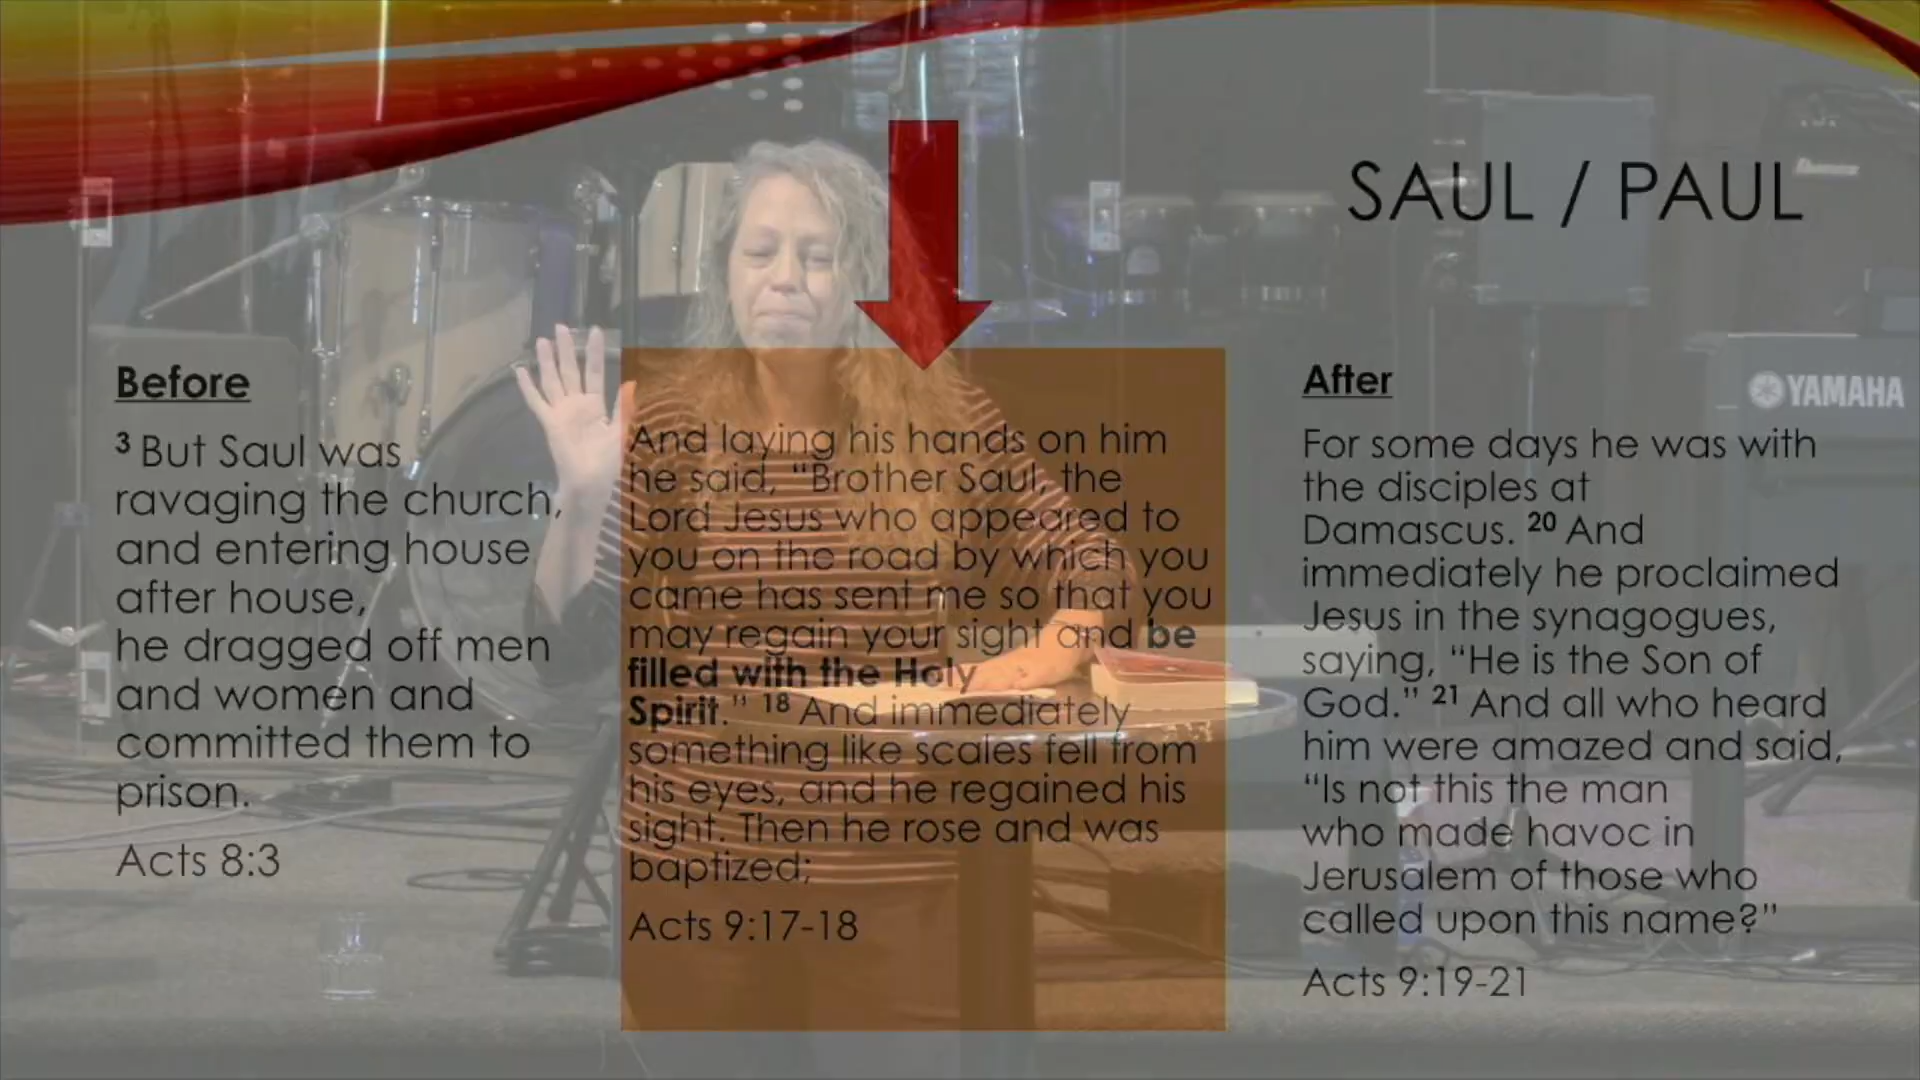 SAUL / PAUL
Before
3 But Saul was
ravaging the church,
and entering house
after house,
he dragged off men
and women and
committed them to
prison.
Acts 8:3
And laying his hands on him
he said, “Brother Saul, the
Lord Jesus who appeared to
you on the road by which you
came has sent me so that you
may regain your sight and be
filled with the Holy
Spirit.” 18 And immediately
something like scales fell from
his eyes, and he regained his
sight. Then he rose and was
baptized;
Acts 9:17-18
After
For some days he was with
the disciples at
Damascus. 20 And
immediately he proclaimed
Jesus in the synagogues,
saying, “He is the Son of
God.” 21 And all who heard
him were amazed and said,
“Is not this the man
who made havoc in
Jerusalem of those who
called upon this name?”
Acts 9:19-21
YAMAHA